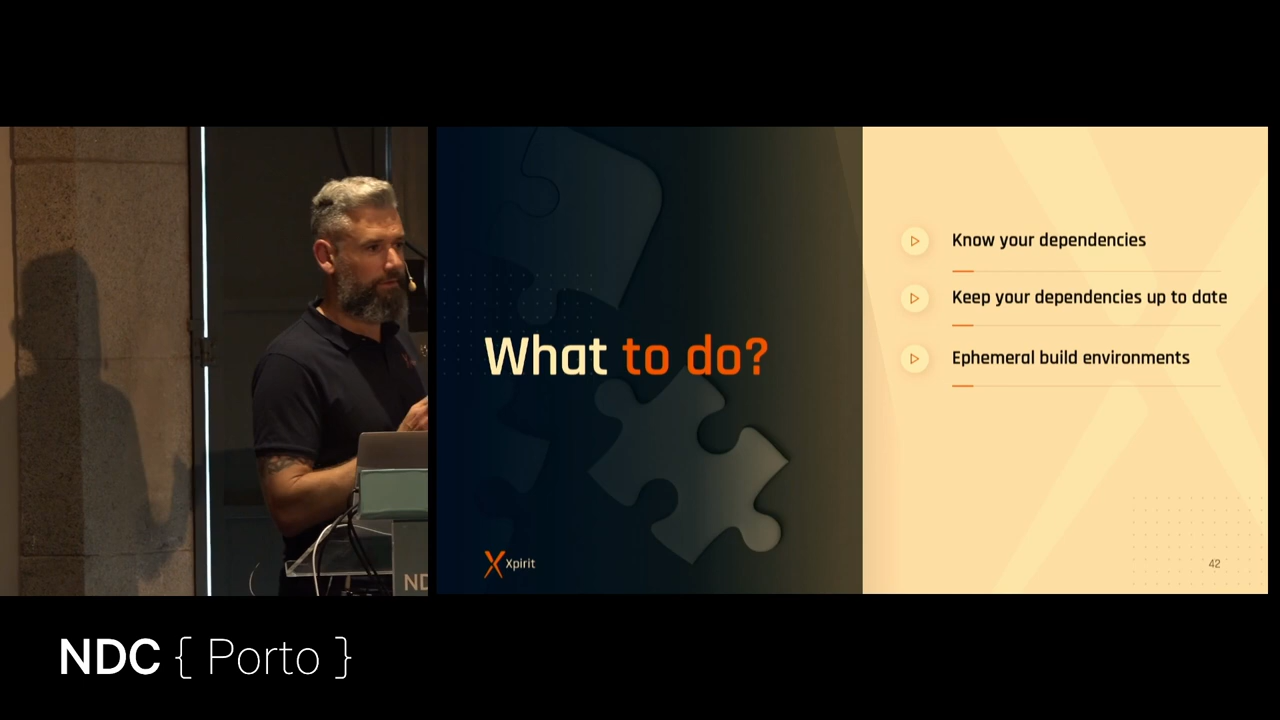 What to do?
Xpirit
Know your dependencies
Keep your dependencies up to date
Ephemeral build environments
42
ND
NDC { Porto }